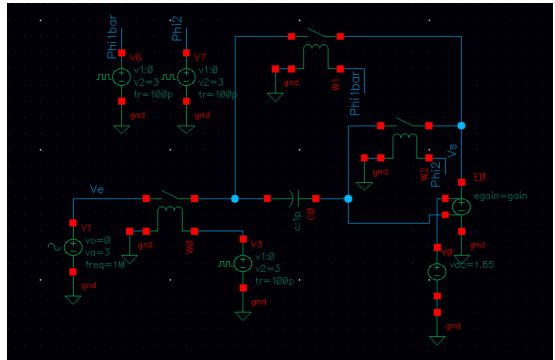 Phi1bar
Phi2
V6
V7
v1:0
v2=3
tr=100p
v1:0
v2=3
tr=100p
gnd
gnd
gnd
W1
Phi1bar
gnd
W2
Phi2
Vs
E0
egain=gain
Ve
c:1p
C0
V1
vo=0
va=3
freq=1M
gnd
W0
V3
v1:0
v2=3
tr=100p
V0
vdc=1.65
gnd
gnd
gnd
gnd